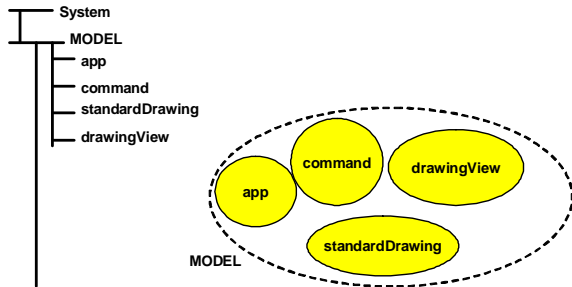 System
MODEL
app
command
standardDrawing
drawingView
command
drawingView
app
standardDrawing
MODEL